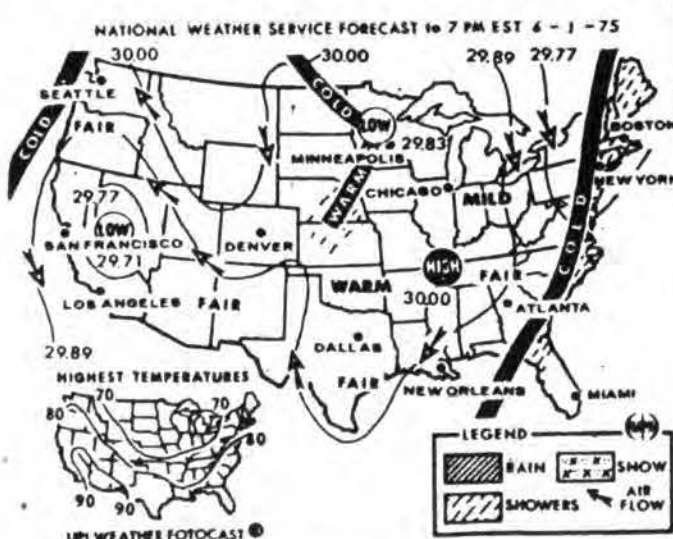 NATIONAL WEATHER SERVICE FORECAST to 7 PM EST 6 - 1 - 75
30.00
30.00
29.89
29.77
SEATTLE
COLD
FAIR
COLD
LOW
29.83
MINNEAPOLIS
BOSTON
NEW YORK
29.77
WARM
CHICAGO
MILD
COLD
LOW
SAN FRANCISCO
29.71
DENVER
HIGH
FAIR
LOS ANGELES
FAIR
WARM
30.00
ATLANTA
29.89
DALLAS
FAIR
NEW ORLEANS
MIAMI
HIGHEST TEMPERATURES
70
70
80
80
90
90
LEGEND
RAIN
SNOW
SHOWERS
AIR
FLOW
UPI WEATHER FOTOCAST ©